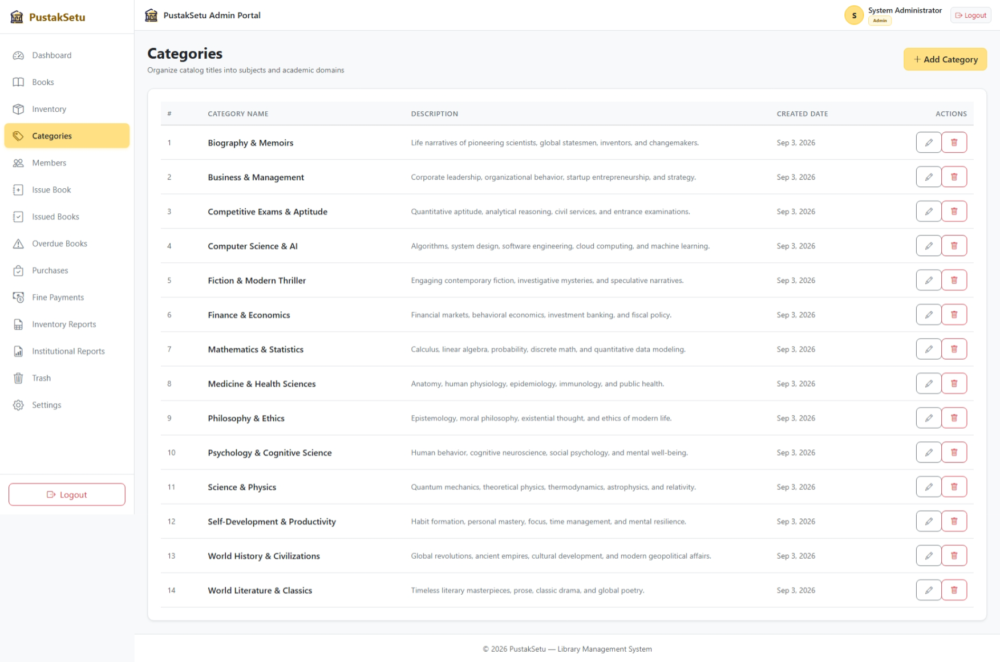 PustakSetu
Dashboard
Books
Inventory
Categories
Members
Issue Book
Issued Books
Overdue Books
Purchases
Fine Payments
Inventory Reports
Institutional Reports
Trash
Settings
Logout
PustakSetu Admin Portal
S
System Administrator
Admin
Logout
Categories
Organize catalog titles into subjects and academic domains
+ Add Category
# CATEGORY NAME DESCRIPTION CREATED DATE ACTIONS
1 Biography & Memoirs Life narratives of pioneering scientists, global statesmen, inventors, and changemakers. Sep 3, 2026
2 Business & Management Corporate leadership, organizational behavior, startup entrepreneurship, and strategy. Sep 3, 2026
3 Competitive Exams & Aptitude Quantitative aptitude, analytical reasoning, civil services, and entrance examinations. Sep 3, 2026
4 Computer Science & AI Algorithms, system design, software engineering, cloud computing, and machine learning. Sep 3, 2026
5 Fiction & Modern Thriller Engaging contemporary fiction, investigative mysteries, and speculative narratives. Sep 3, 2026
6 Finance & Economics Financial markets, behavioral economics, investment banking, and fiscal policy. Sep 3, 2026
7 Mathematics & Statistics Calculus, linear algebra, probability, discrete math, and quantitative data modeling. Sep 3, 2026
8 Medicine & Health Sciences Anatomy, human physiology, epidemiology, immunology, and public health. Sep 3, 2026
9 Philosophy & Ethics Epistemology, moral philosophy, existential thought, and ethics of modern life. Sep 3, 2026
10 Psychology & Cognitive Science Human behavior, cognitive neuroscience, social psychology, and mental well-being. Sep 3, 2026
11 Science & Physics Quantum mechanics, theoretical physics, thermodynamics, astrophysics, and relativity. Sep 3, 2026
12 Self-Development & Productivity Habit formation, personal mastery, focus, time management, and mental resilience. Sep 3, 2026
13 World History & Civilizations Global revolutions, ancient empires, cultural development, and modern geopolitical affairs. Sep 3, 2026
14 World Literature & Classics Timeless literary masterpieces, prose, classic drama, and global poetry. Sep 3, 2026
© 2026 PustakSetu — Library Management System